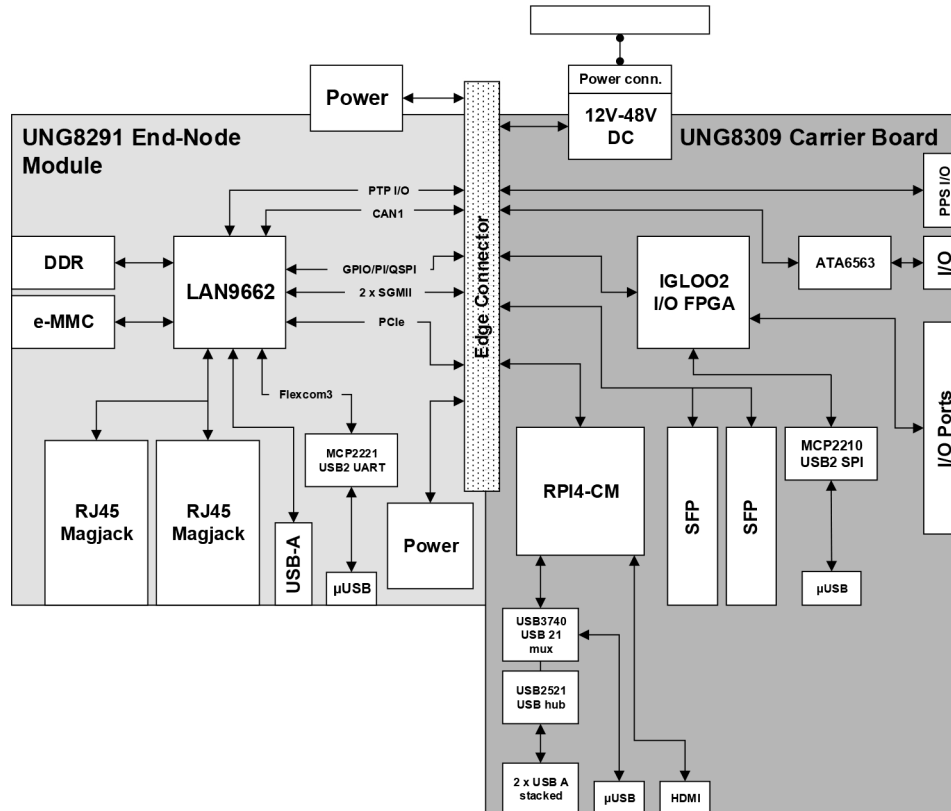 Power conn.
Power
12V-48V
DC
UNG8291 End-Node
Module
UNG8309 Carrier Board
PTP I/O
PPS I/O
CAN1
Edge Connector
DDR
LAN9662
GPIO/PI/QSPI
IGLOO2
I/O FPGA
ATA6563
I/O
2 x SGMII
e-MMC
PCIe
Flexcom3
I/O Ports
MCP2221
USB2 UART
MCP2210
USB2 SPI
RJ45
Magjack
RJ45
Magjack
RPI4-CM
SFP
SFP
USB-A
Power
µUSB
µUSB
USB3740
USB 21
mux
USB2521
USB hub
2 x USB A
stacked
µUSB
HDMI